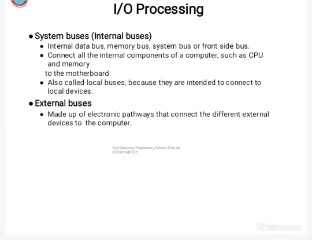 I/O Processing
● System buses (Internal buses)
● Internal data bus, memory bus, system bus or front side bus.
● Connect all the internal components of a computer, such as CPU
and memory
to the motherboard.
● Also called local buses, because they are intended to connect to
local devices.
● External buses
● Made up of electronic pathways that connect the different external
devices to the computer.